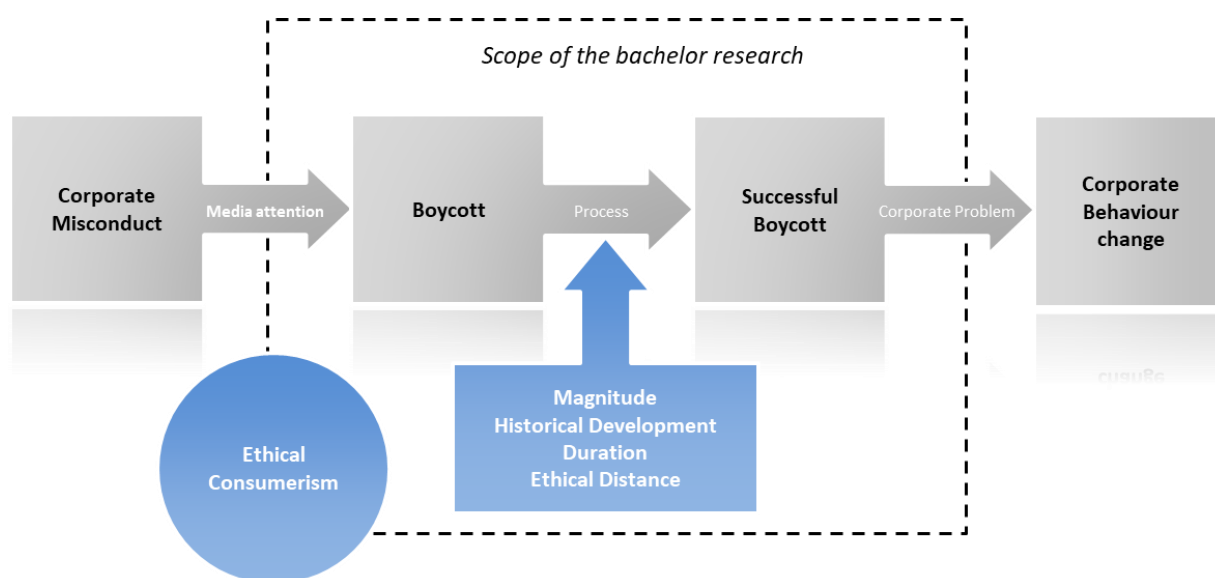 Scope of the bachelor research
Corporate
Misconduct
Media attention
Boycott
Process
Successful
Boycott
Corporate Problem
Corporate
Behaviour
change
Ethical
Consumerism
Magnitude
Historical Development
Duration
Ethical Distance